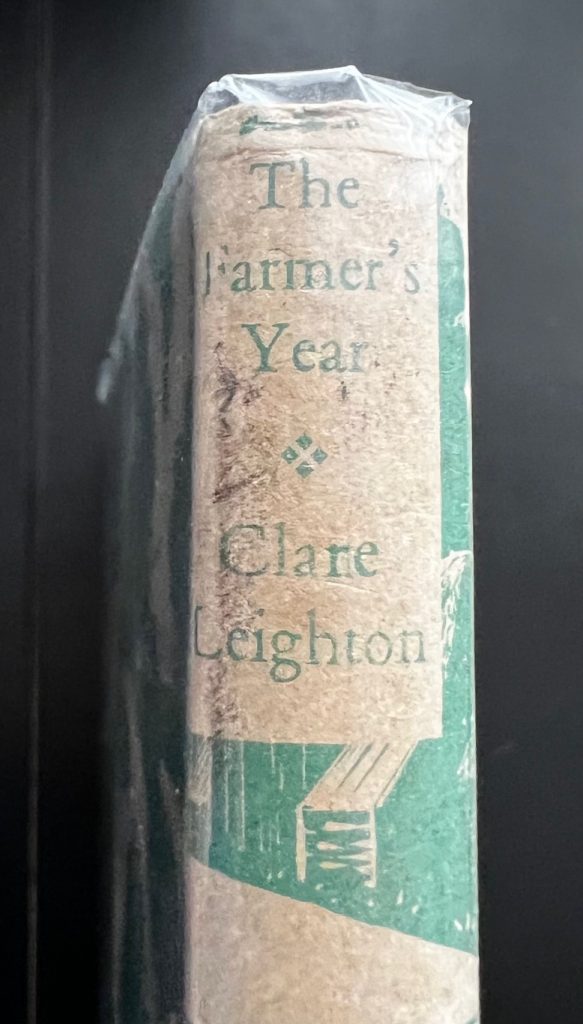 The
Farmer's
Year
Clare
Leighton